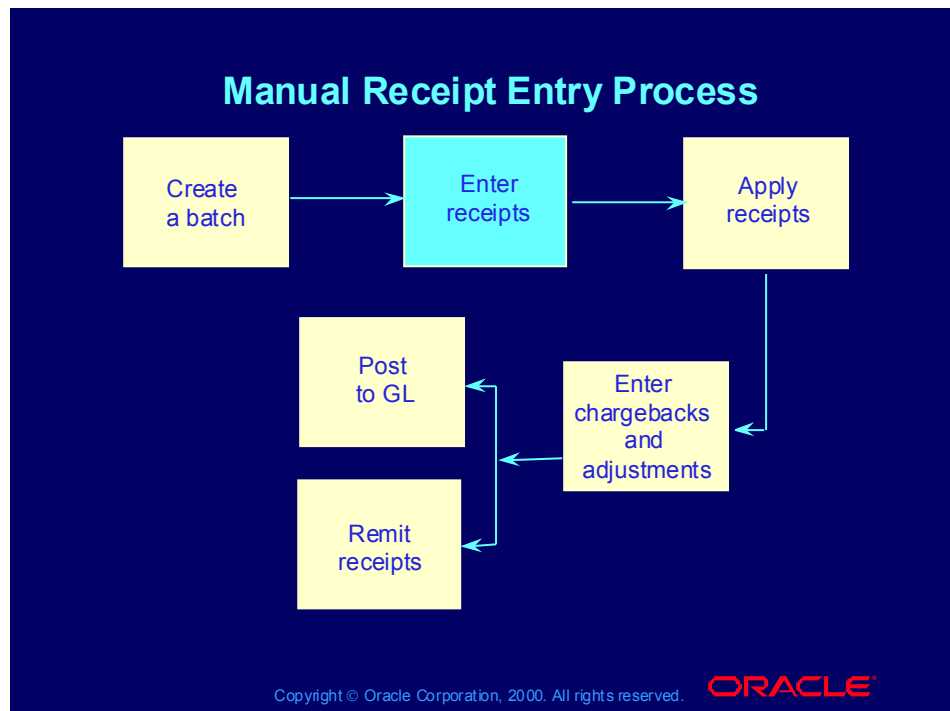 Manual Receipt Entry Process
Create
a batch
Enter
receipts
Apply
receipts
Post
to GL
Enter
chargebacks
and
adjustments
Remit
receipts
Copyright © Oracle Corporation, 2000. All rights reserved.
ORACLE®